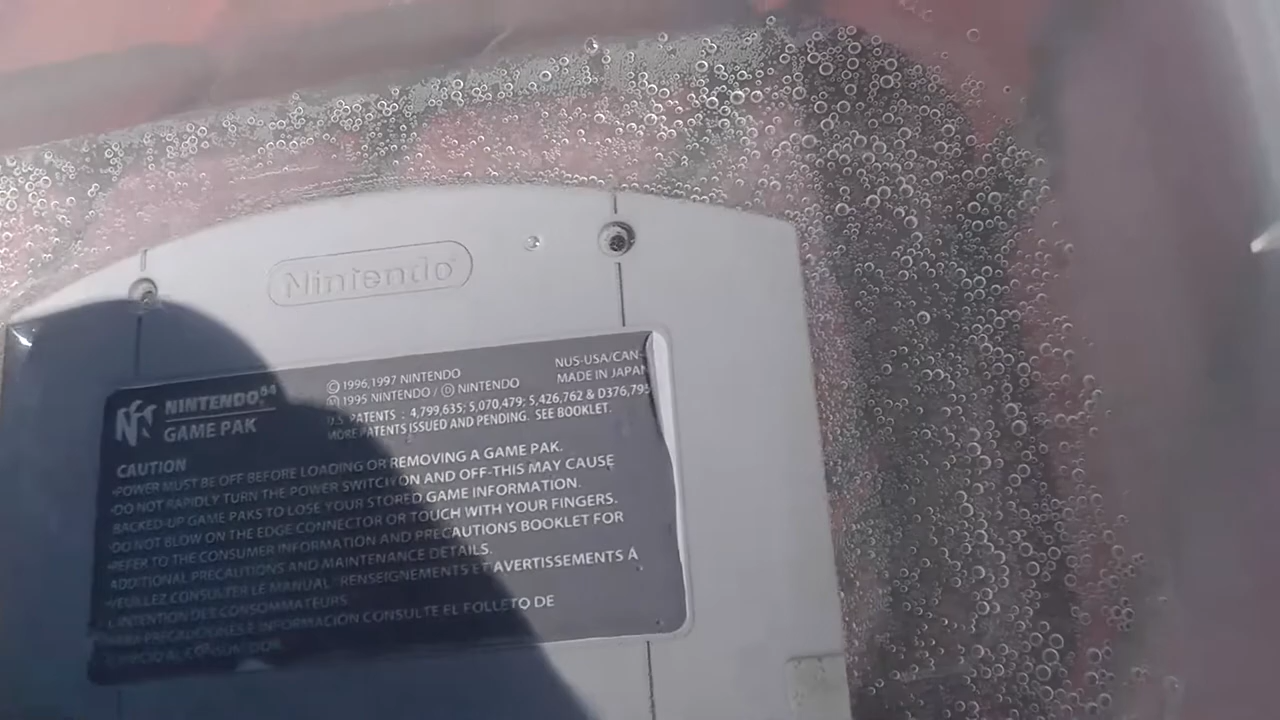 Nintendo®
NINTENDO64
GAME PAK
© 1996,1997 NINTENDO
Ⓜ 1995 NINTENDO / Ⓓ NINTENDO
U.S. PATENTS : 4,799,635; 5,070,479; 5,426,762 & D376,795
MORE PATENTS ISSUED AND PENDING. SEE BOOKLET.
NUS-USA/CAN-
MADE IN JAPAN
CAUTION
•POWER MUST BE OFF BEFORE LOADING OR REMOVING A GAME PAK.
•DO NOT RAPIDLY TURN THE POWER SWITCH ON AND OFF-THIS MAY CAUSE
BACKED-UP GAME PAKS TO LOSE YOUR STORED GAME INFORMATION.
•DO NOT BLOW ON THE EDGE CONNECTOR OR TOUCH WITH YOUR FINGERS.
•REFER TO THE CONSUMER INFORMATION AND PRECAUTIONS BOOKLET FOR
ADDITIONAL PRECAUTIONS AND MAINTENANCE DETAILS.
•VEUILLEZ CONSULTER LE MANUAL "RENSEIGNEMENTS ET AVERTISSEMENTS À
L'INTENTION DES CONSOMMATEURS
•PARA PRECAUCIONES E INFORMACION CONSULTE EL FOLLETO DE
SERVICIO AL CONSUMIDOR.